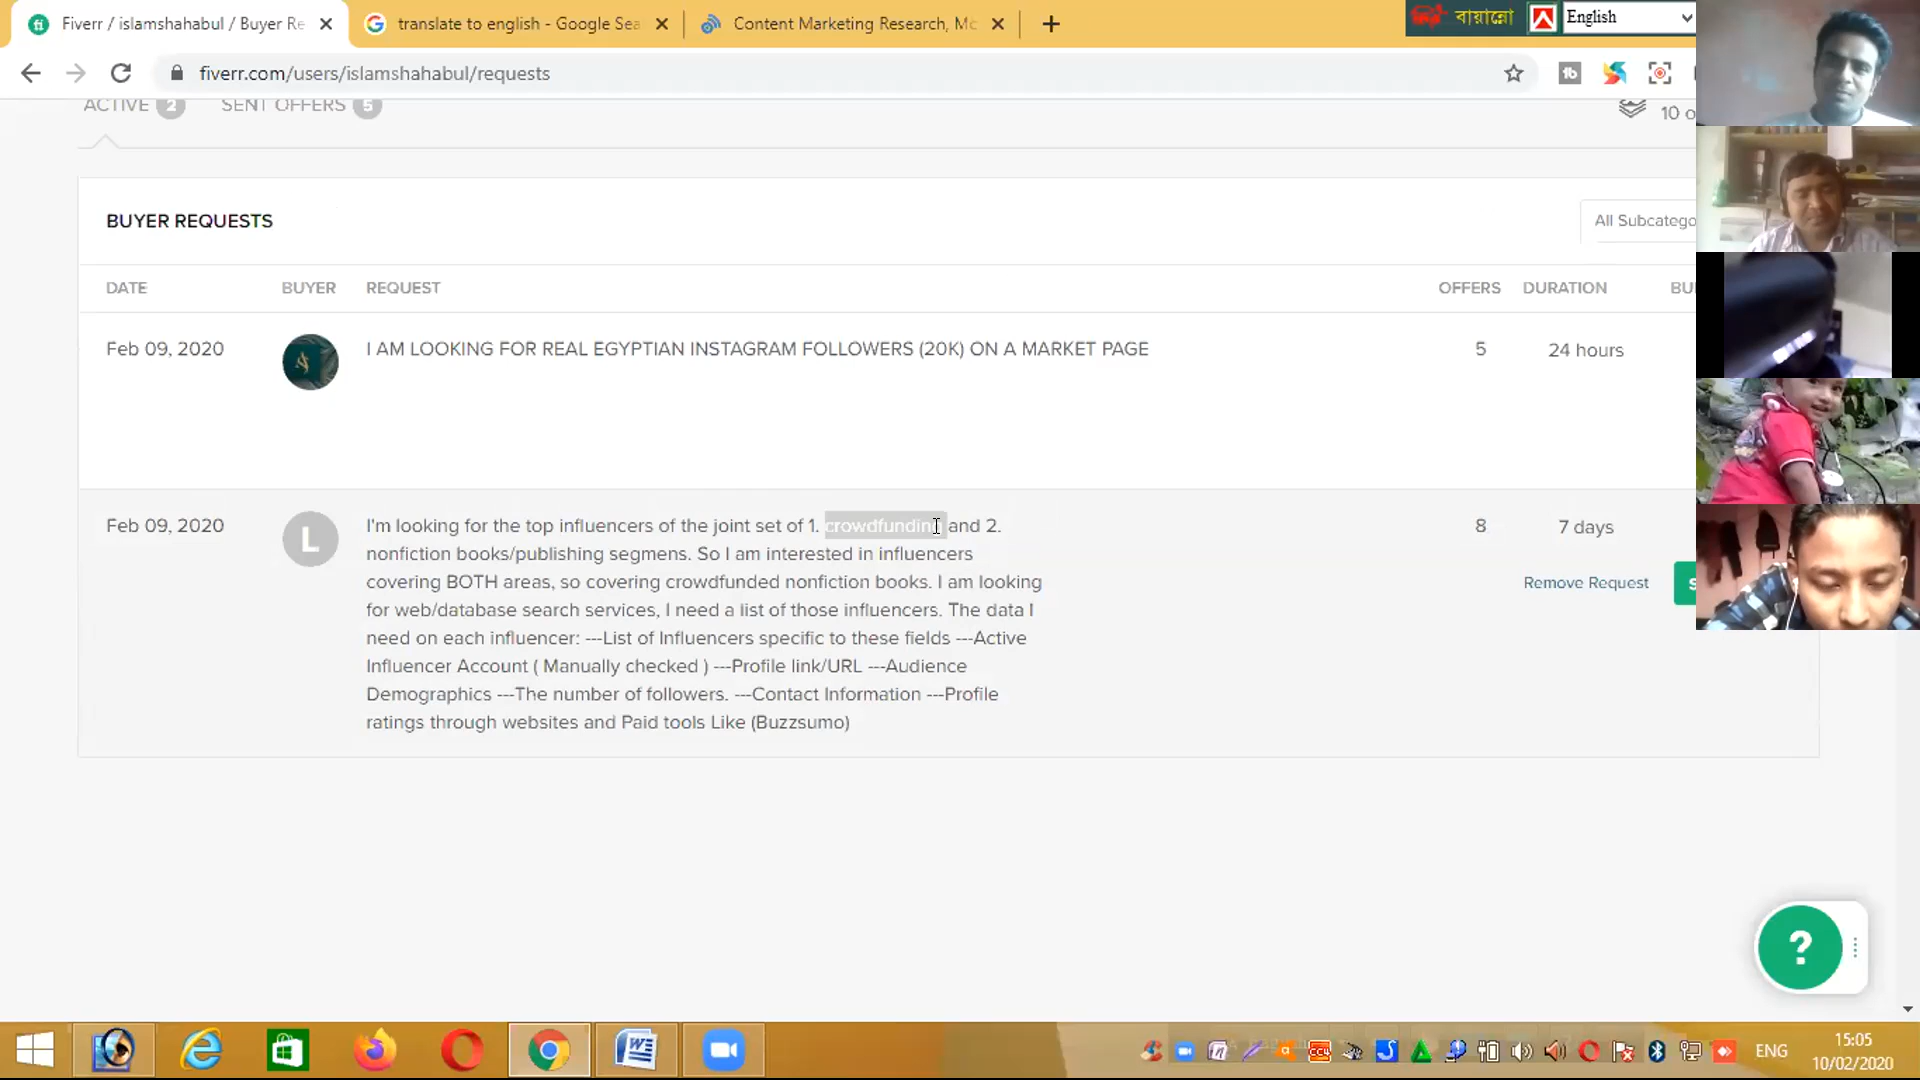 Fiverr / islamshahabul / Buyer Re
translate to english - Google Sea
Content Marketing Research, Mc
বায়ান্নো
English
fiverr.com/users/islamshahabul/requests
ACTIVE 2
SENT OFFERS 5
10 o
BUYER REQUESTS
All Subcatego
DATE BUYER REQUEST OFFERS DURATION BU
Feb 09, 2020 I AM LOOKING FOR REAL EGYPTIAN INSTAGRAM FOLLOWERS (20K) ON A MARKET PAGE 5 24 hours
Feb 09, 2020 L I'm looking for the top influencers of the joint set of 1. crowdfunding and 2. 8 7 days
nonfiction books/publishing segmens. So I am interested in influencers
covering BOTH areas, so covering crowdfunded nonfiction books. I am looking
Remove Request S
for web/database search services, I need a list of those influencers. The data I
need on each influencer: ---List of Influencers specific to these fields ---Active
Influencer Account ( Manually checked ) ---Profile link/URL ---Audience
Demographics ---The number of followers. ---Contact Information ---Profile
ratings through websites and Paid tools Like (Buzzsumo)
?
ENG
15:05
10/02/2020